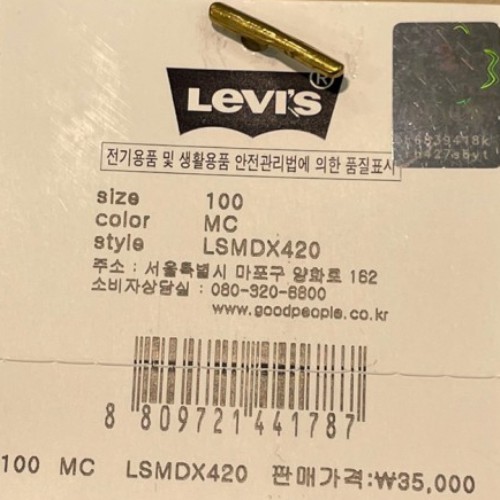 LEVI'S®
전기용품 및 생활용품 안전관리법에 의한 품질표시
size 100
color MC
style LSMDX420
주소 : 서울특별시 마포구 양화로 162
소비자상담실 : 080-320-6800
www.goodpeople.co.kr
8 809721 441787
100 MC LSMDX420 판매가격:₩35,000